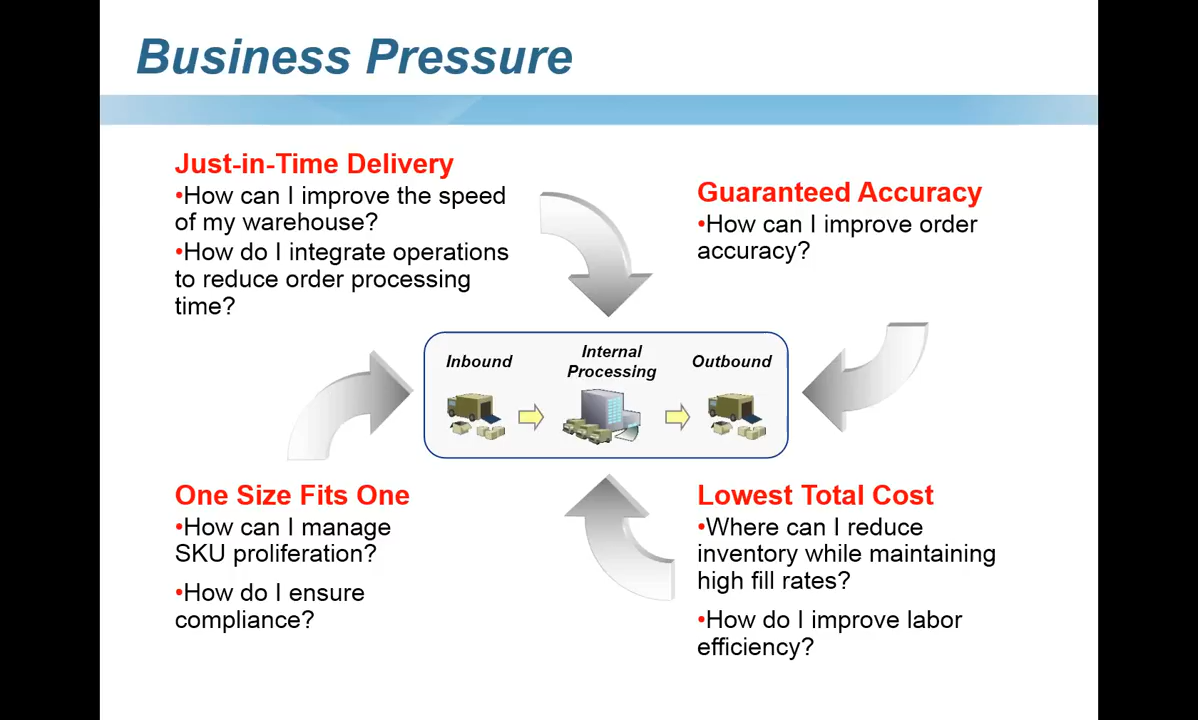 Business Pressure
Just-in-Time Delivery
•How can I improve the speed
of my warehouse?
•How do I integrate operations
to reduce order processing
time?
Guaranteed Accuracy
•How can I improve order
accuracy?
Inbound
Internal
Processing
Outbound
One Size Fits One
•How can I manage
SKU proliferation?
•How do I ensure
compliance?
Lowest Total Cost
•Where can I reduce
inventory while maintaining
high fill rates?
•How do I improve labor
efficiency?